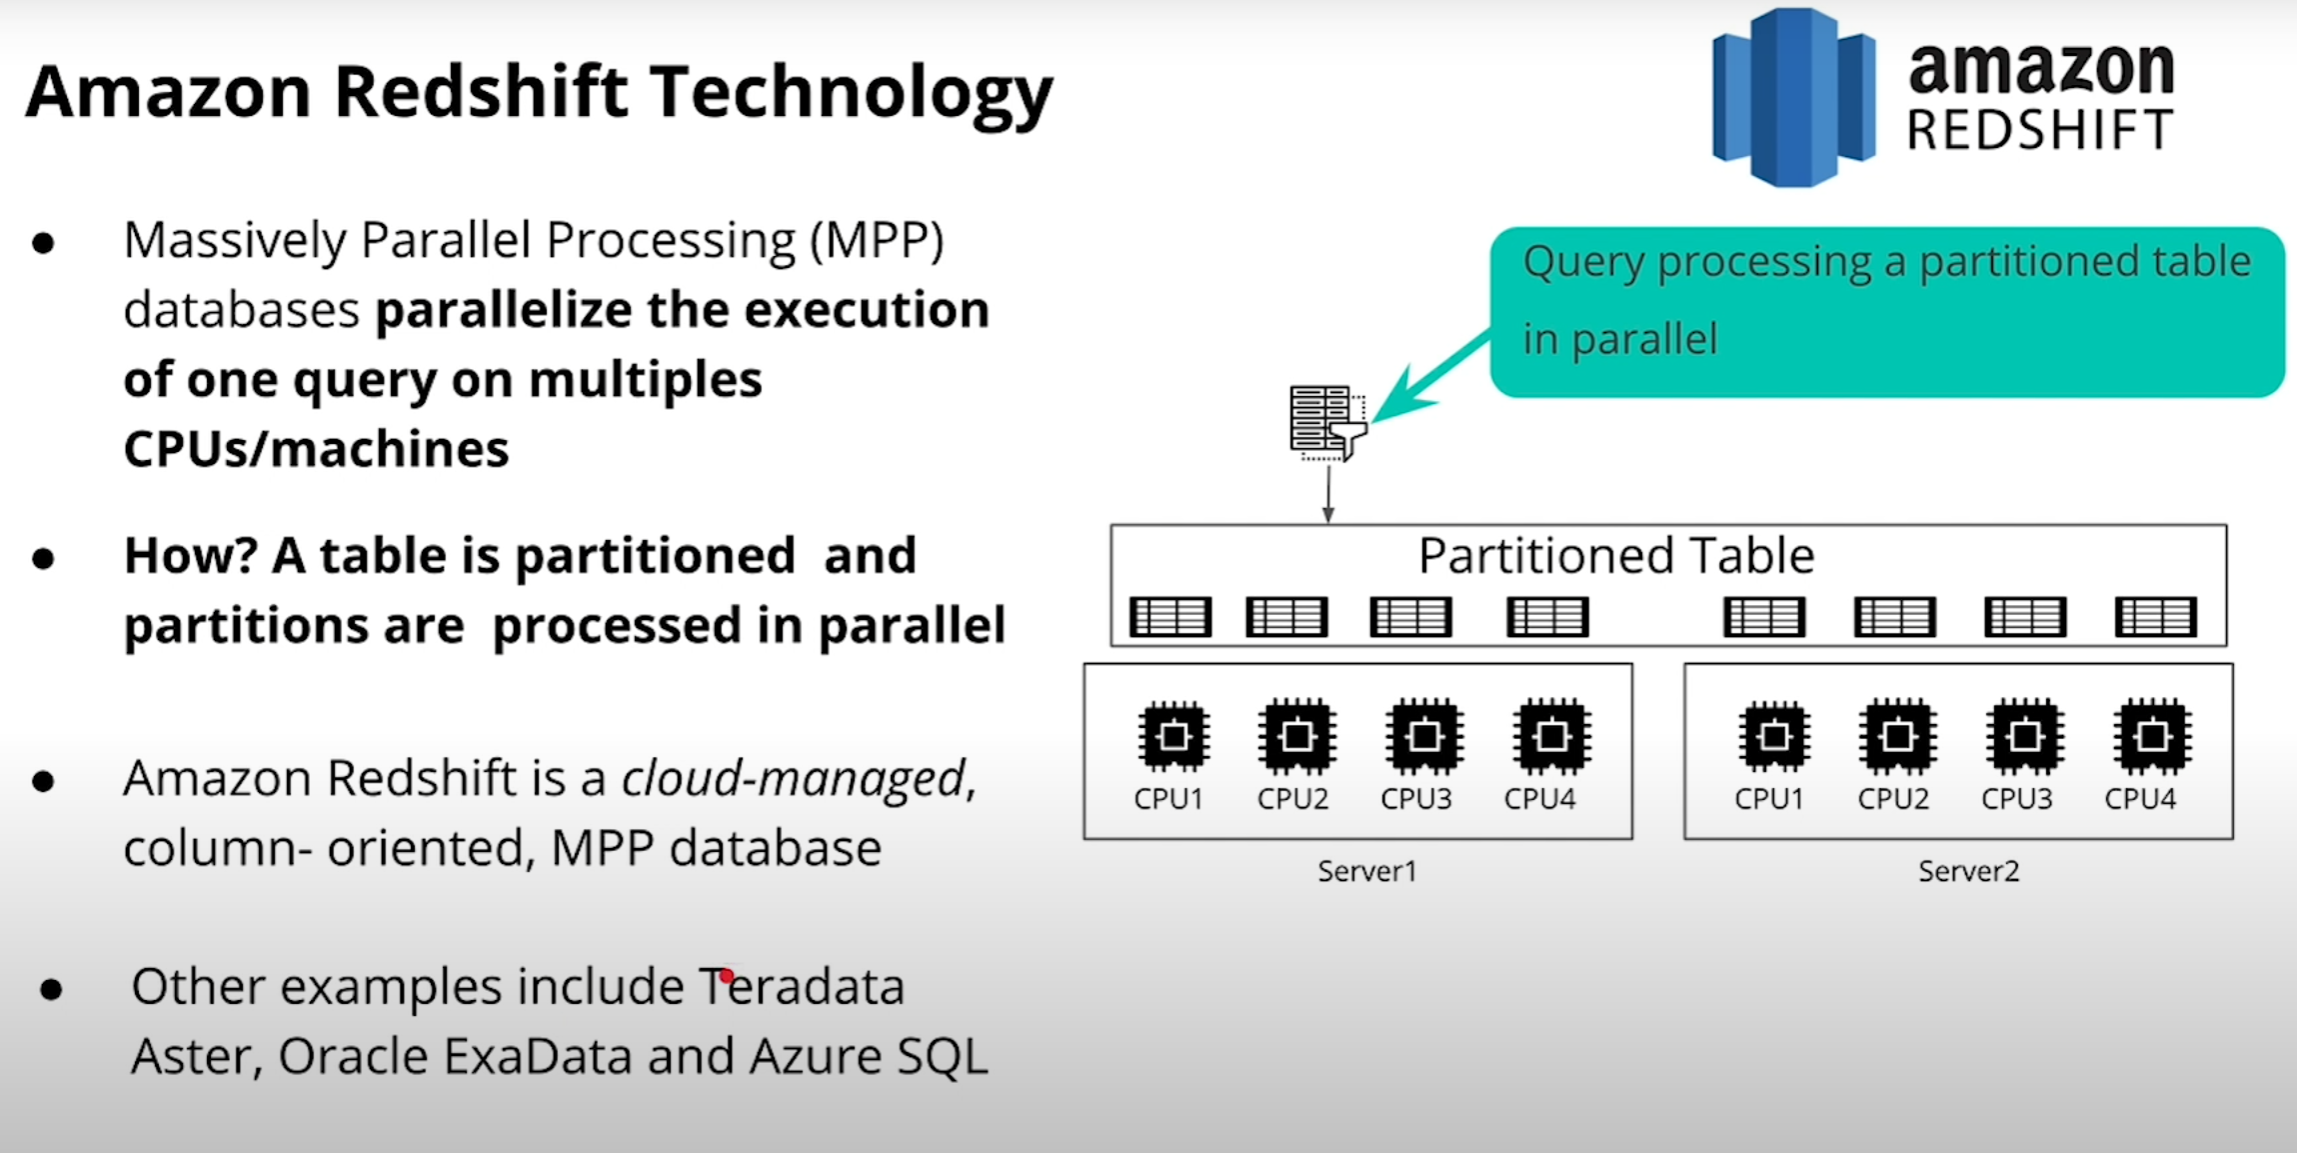 Amazon Redshift Technology
amazon
REDSHIFT
● Massively Parallel Processing (MPP)
databases parallelize the execution
of one query on multiples
CPUs/machines
● How? A table is partitioned and
partitions are processed in parallel
● Amazon Redshift is a cloud-managed,
column- oriented, MPP database
● Other examples include Teradata
Aster, Oracle ExaData and Azure SQL
Query processing a partitioned table
in parallel
Partitioned Table
CPU1 CPU2 CPU3 CPU4
Server1
CPU1 CPU2 CPU3 CPU4
Server2